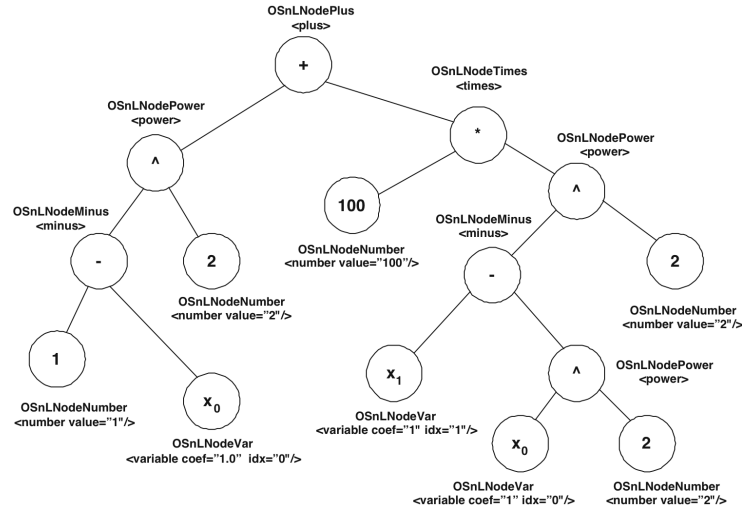 OSnLNodePlus
<plus>
+
OSnLNodeTimes
<times>
*
OSnLNodePower
<power>
^
OSnLNodePower
<power>
^
100
OSnLNodeNumber
<number value="100"/>
OSnLNodeMinus
<minus>
-
2
OSnLNodeNumber
<number value="2"/>
OSnLNodeMinus
<minus>
-
2
OSnLNodeNumber
<number value="2"/>
1
OSnLNodeNumber
<number value="1"/>
x0
OSnLNodeVar
<variable coef="1.0" idx="0"/>
x1
OSnLNodeVar
<variable coef="1" idx="1"/>
^
OSnLNodePower
<power>
x0
OSnLNodeVar
<variable coef="1" idx="0"/>
2
OSnLNodeNumber
<number value="2"/>